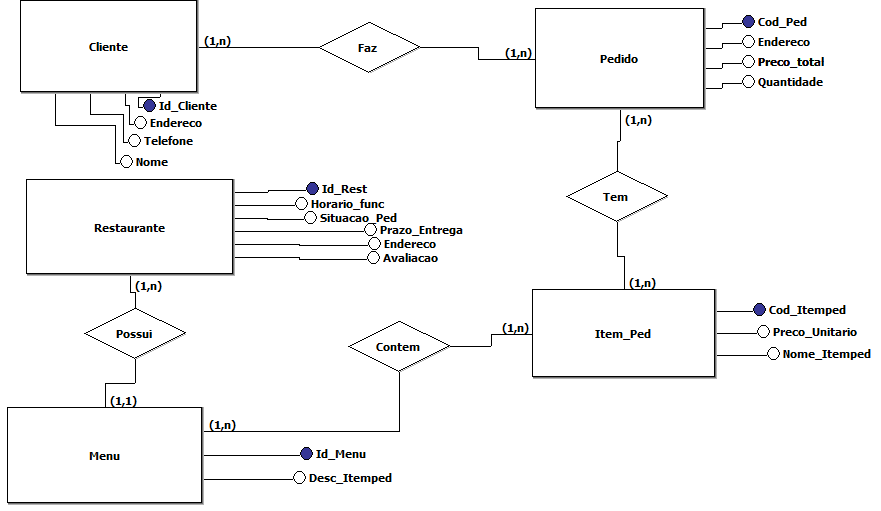 Cliente
(1,n)
Faz
(1,n)
Pedido
Cod_Ped
Endereco
Preco_total
Quantidade
Id_Cliente
Endereco
Telefone
Nome
(1,n)
Tem
(1,n)
Restaurante
Id_Rest
Horario_func
Situacao_Ped
Prazo_Entrega
Endereco
Avaliacao
(1,n)
Possui
(1,1)
Contem
(1,n)
(1,n)
Item_Ped
Cod_Itemped
Preco_Unitario
Nome_Itemped
Menu
Id_Menu
Desc_Itemped